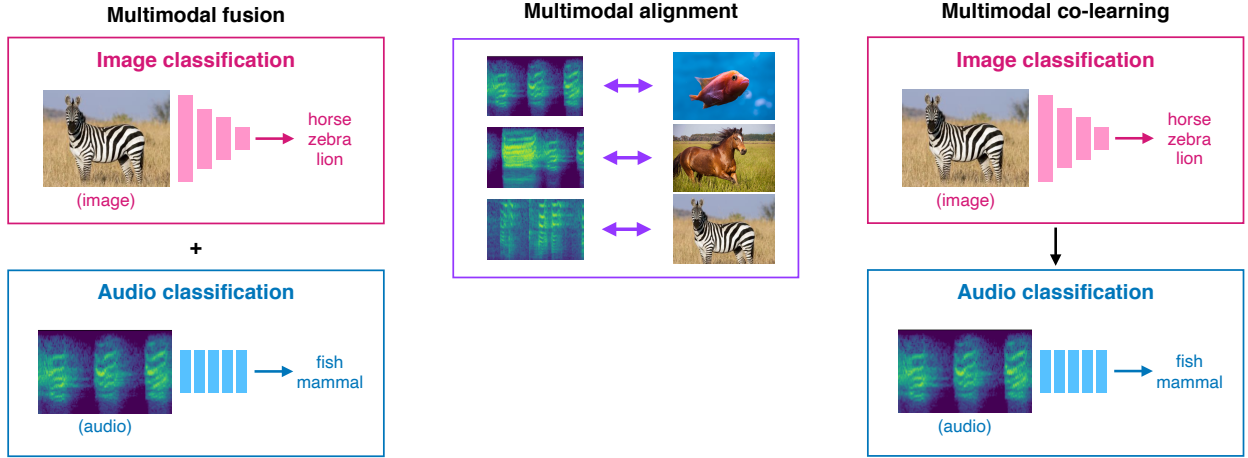 Multimodal fusion
Image classification
(image)
horse
zebra
lion
+
Audio classification
(audio)
fish
mammal
Multimodal alignment
Multimodal co-learning
Image classification
(image)
horse
zebra
lion
Audio classification
(audio)
fish
mammal